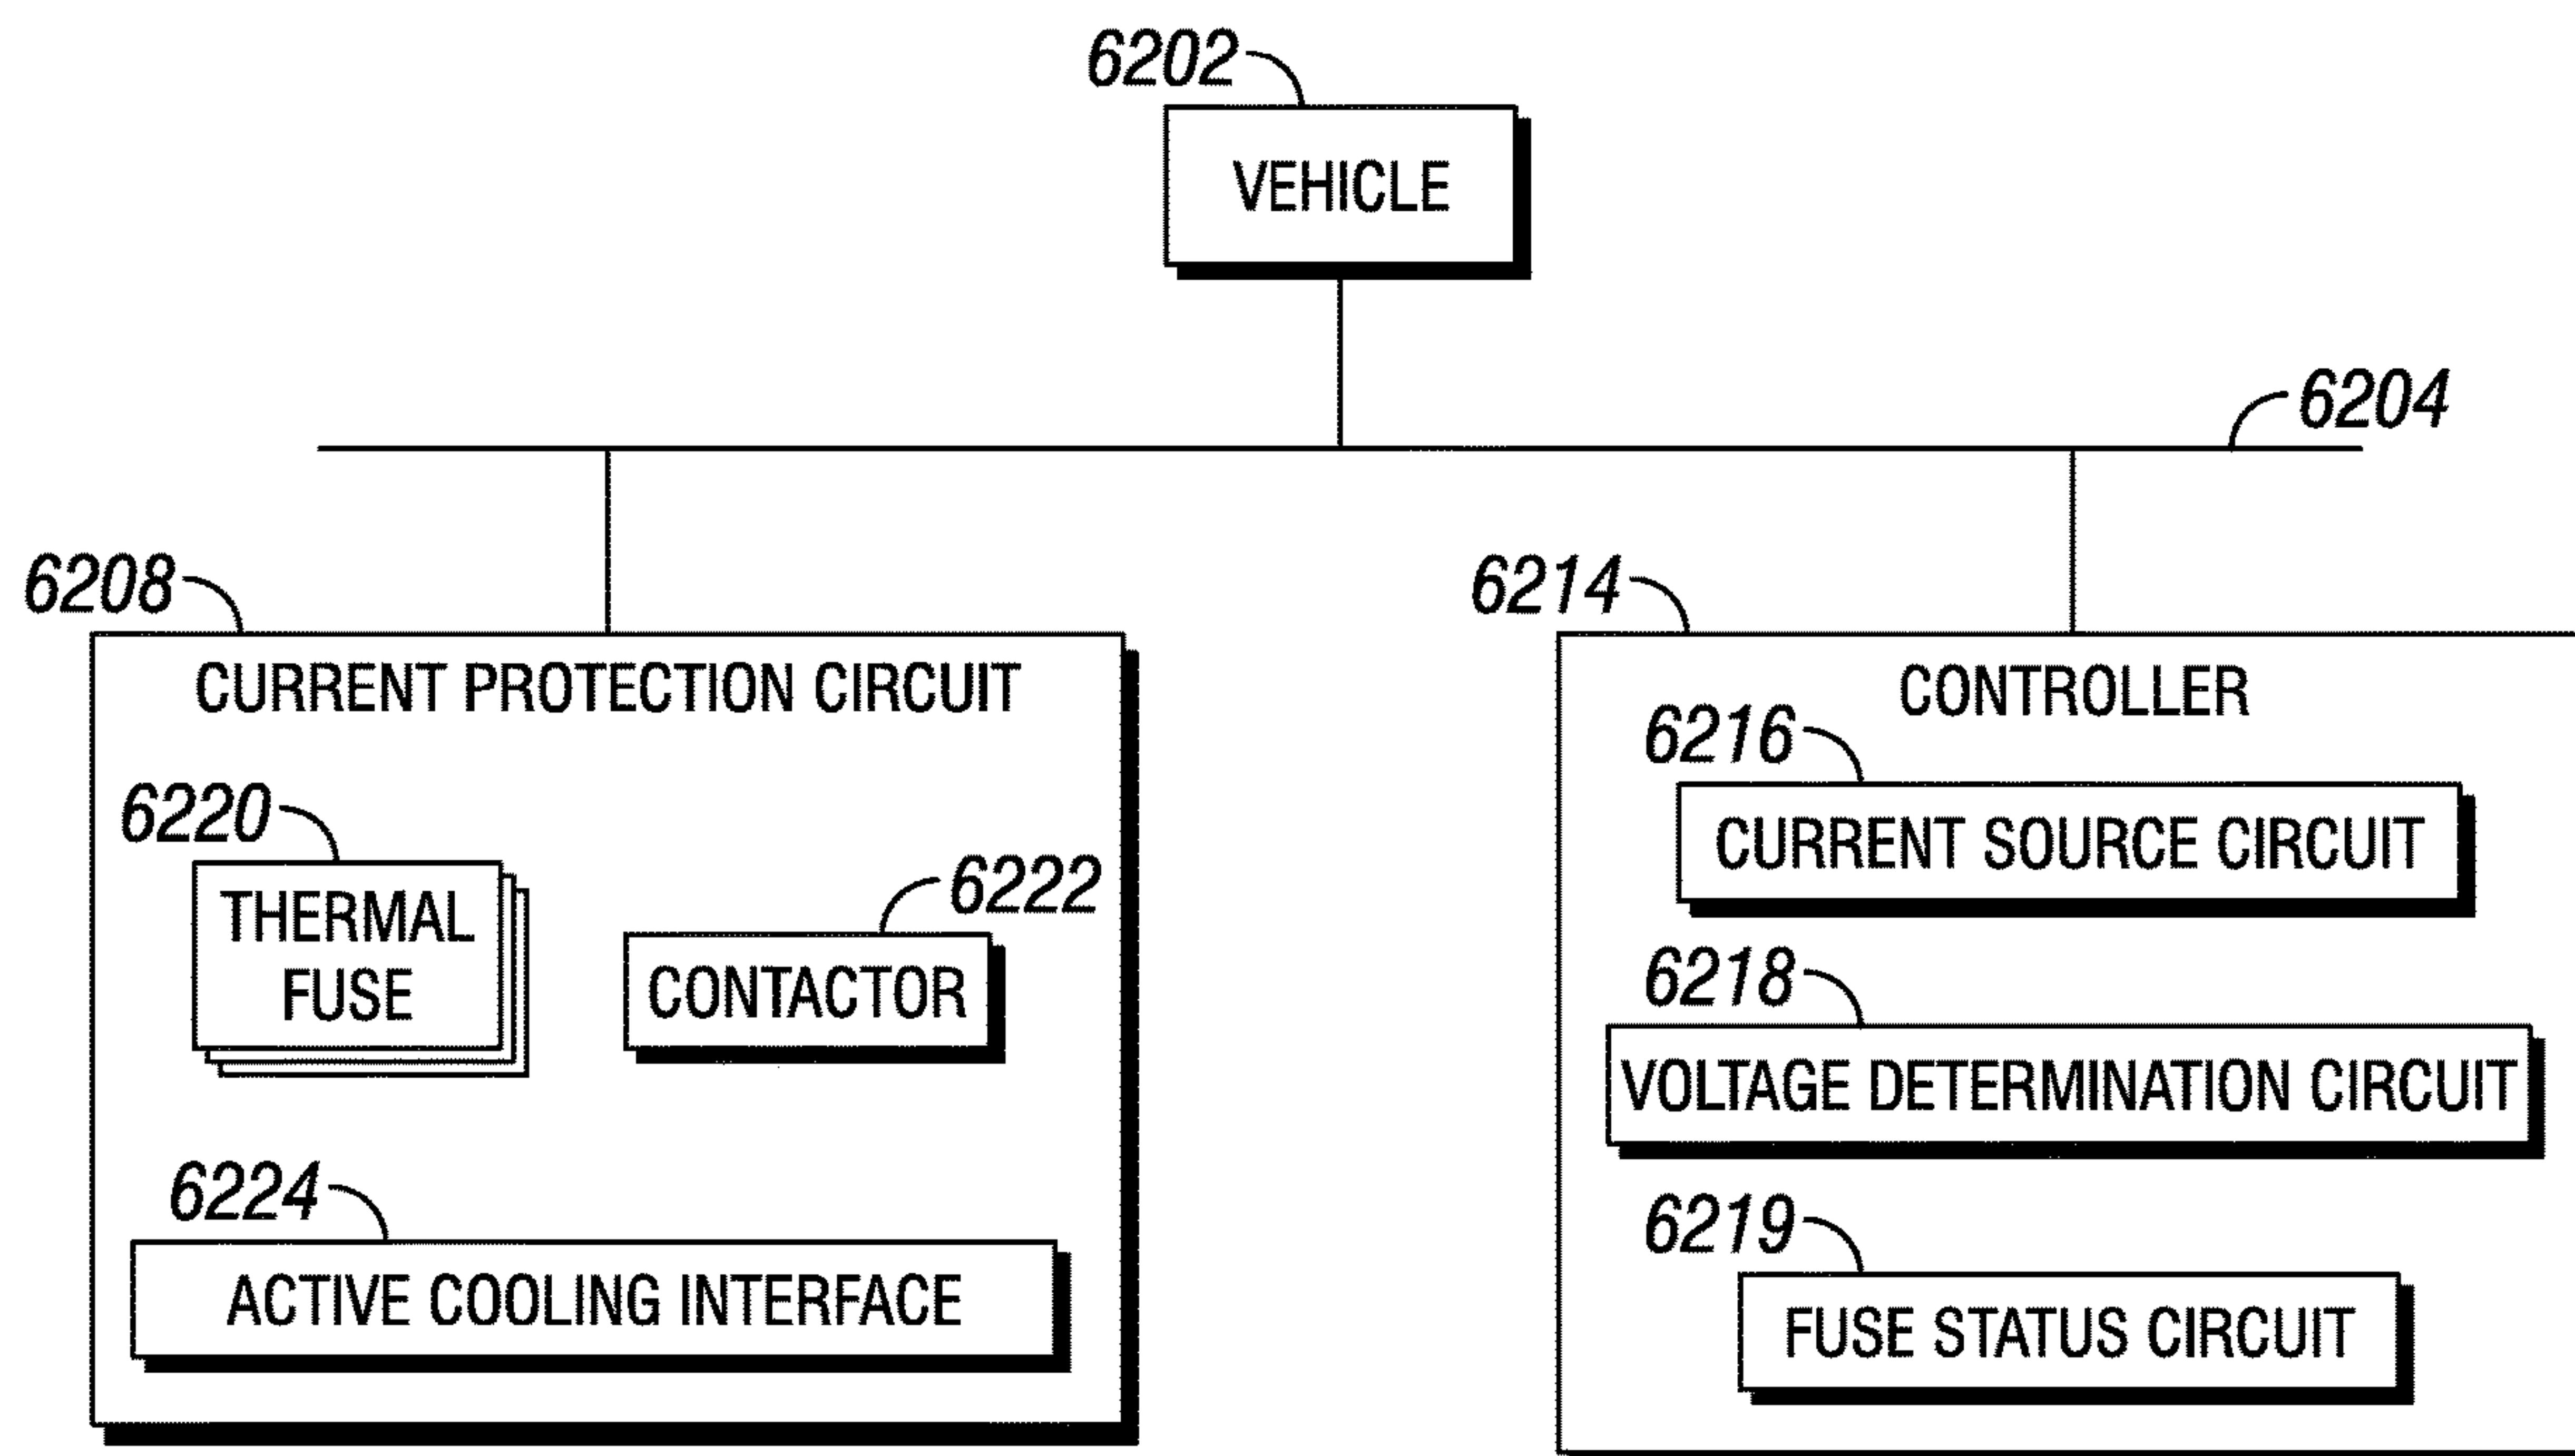 6202
VEHICLE
6204
6208
CURRENT PROTECTION CIRCUIT
6220
THERMAL
FUSE
6222
CONTACTOR
6224
ACTIVE COOLING INTERFACE
6214
CONTROLLER
6216
CURRENT SOURCE CIRCUIT
6218
VOLTAGE DETERMINATION CIRCUIT
6219
FUSE STATUS CIRCUIT